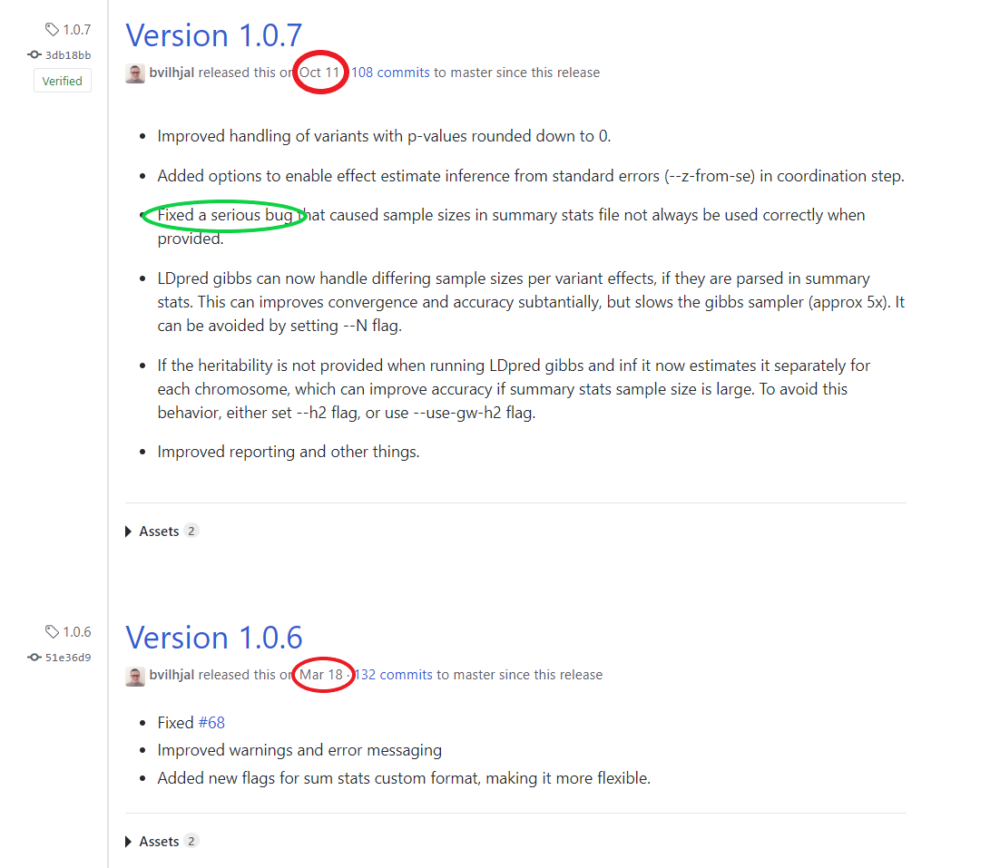 1.0.7
3db18bb
Verified
Version 1.0.7
bvilhjal released this on Oct 11 · 108 commits to master since this release
Improved handling of variants with p-values rounded down to 0.
Added options to enable effect estimate inference from standard errors (--z-from-se) in coordination step.
Fixed a serious bug that caused sample sizes in summary stats file not always be used correctly when
provided.
LDpred gibbs can now handle differing sample sizes per variant effects, if they are parsed in summary
stats. This can improves convergence and accuracy subtantially, but slows the gibbs sampler (approx 5x). It
can be avoided by setting --N flag.
If the heritability is not provided when running LDpred gibbs and inf it now estimates it separately for
each chromosome, which can improve accuracy if summary stats sample size is large. To avoid this
behavior, either set --h2 flag, or use --use-gw-h2 flag.
Improved reporting and other things.
Assets 2
1.0.6
51e36d9
Version 1.0.6
bvilhjal released this on Mar 18 · 132 commits to master since this release
Fixed #68
Improved warnings and error messaging
Added new flags for sum stats custom format, making it more flexible.
Assets 2